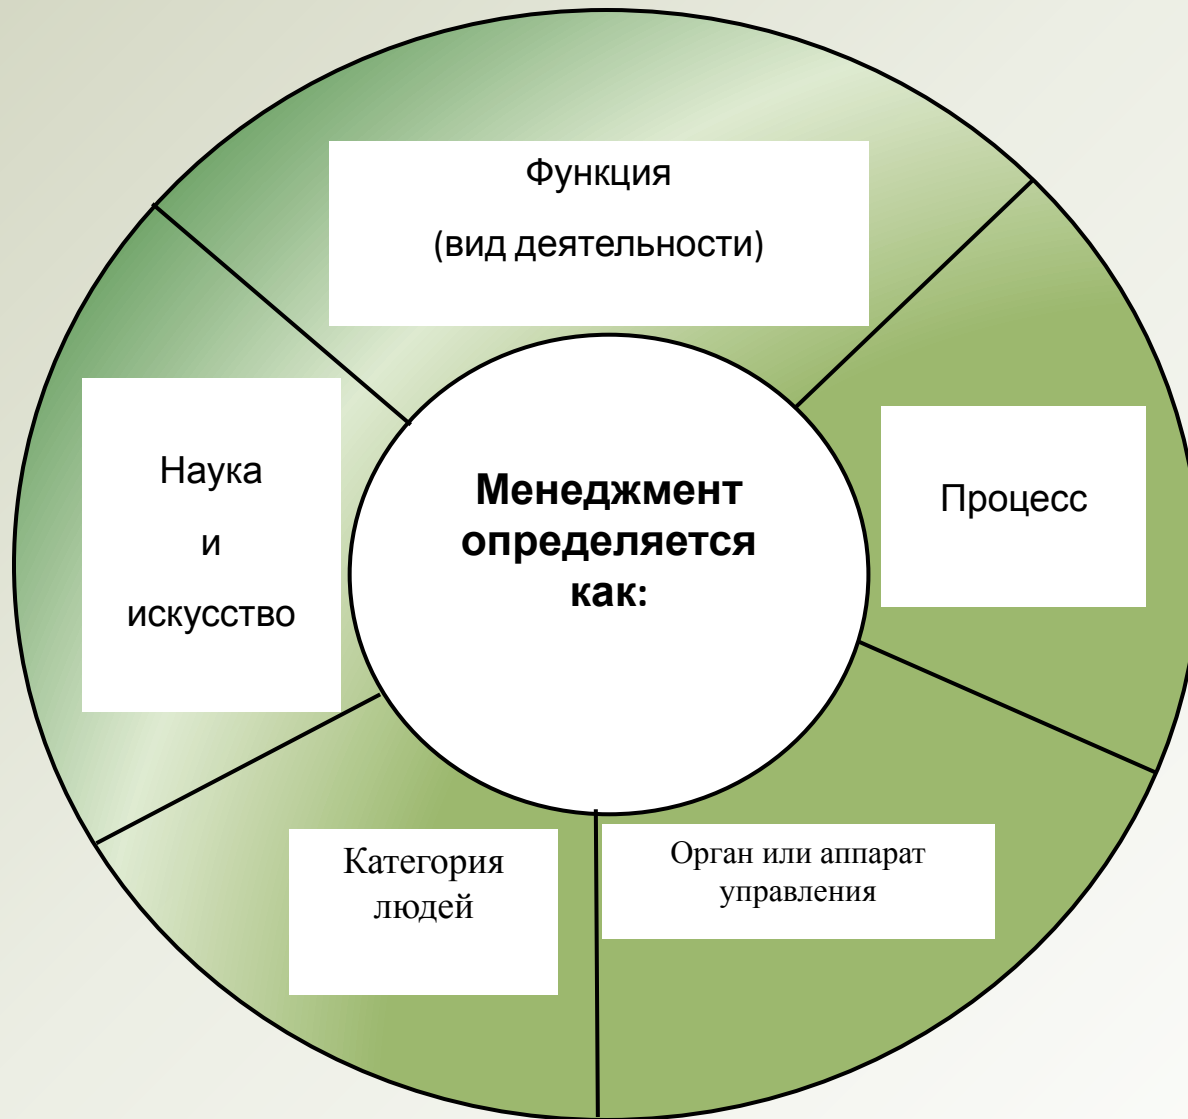 Функция
(вид деятельности)
Наука
и
искусство
Менеджмент
определяется
как:
Процесс
Категория
людей
Орган или аппарат
управления